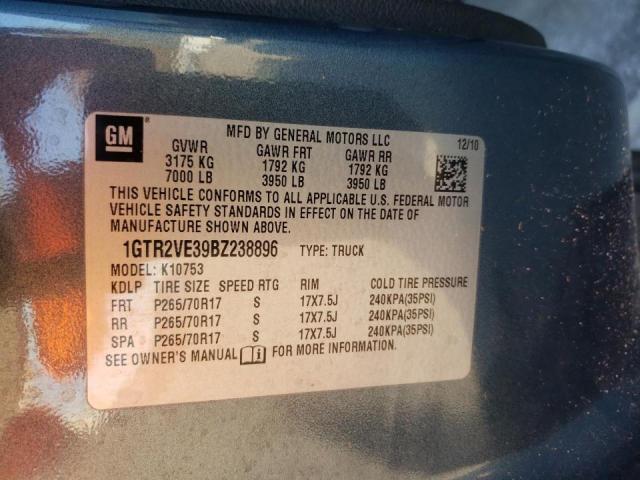 GM ®
MFD BY GENERAL MOTORS LLC 12/10
GVWR GAWR FRT GAWR RR
3175 KG 1792 KG 1792 KG
7000 LB 3950 LB 3950 LB
THIS VEHICLE CONFORMS TO ALL APPLICABLE U.S. FEDERAL MOTOR
VEHICLE SAFETY STANDARDS IN EFFECT ON THE DATE OF
MANUFACTURE SHOWN ABOVE.
1GTR2VE39BZ238896 TYPE: TRUCK
MODEL: K10753
KDLP TIRE SIZE SPEED RTG RIM COLD TIRE PRESSURE
FRT P265/70R17 S 17X7.5J 240KPA(35PSI)
RR P265/70R17 S 17X7.5J 240KPA(35PSI)
SPA P265/70R17 S 17X7.5J 240KPA(35PSI)
SEE OWNER'S MANUAL FOR MORE INFORMATION.